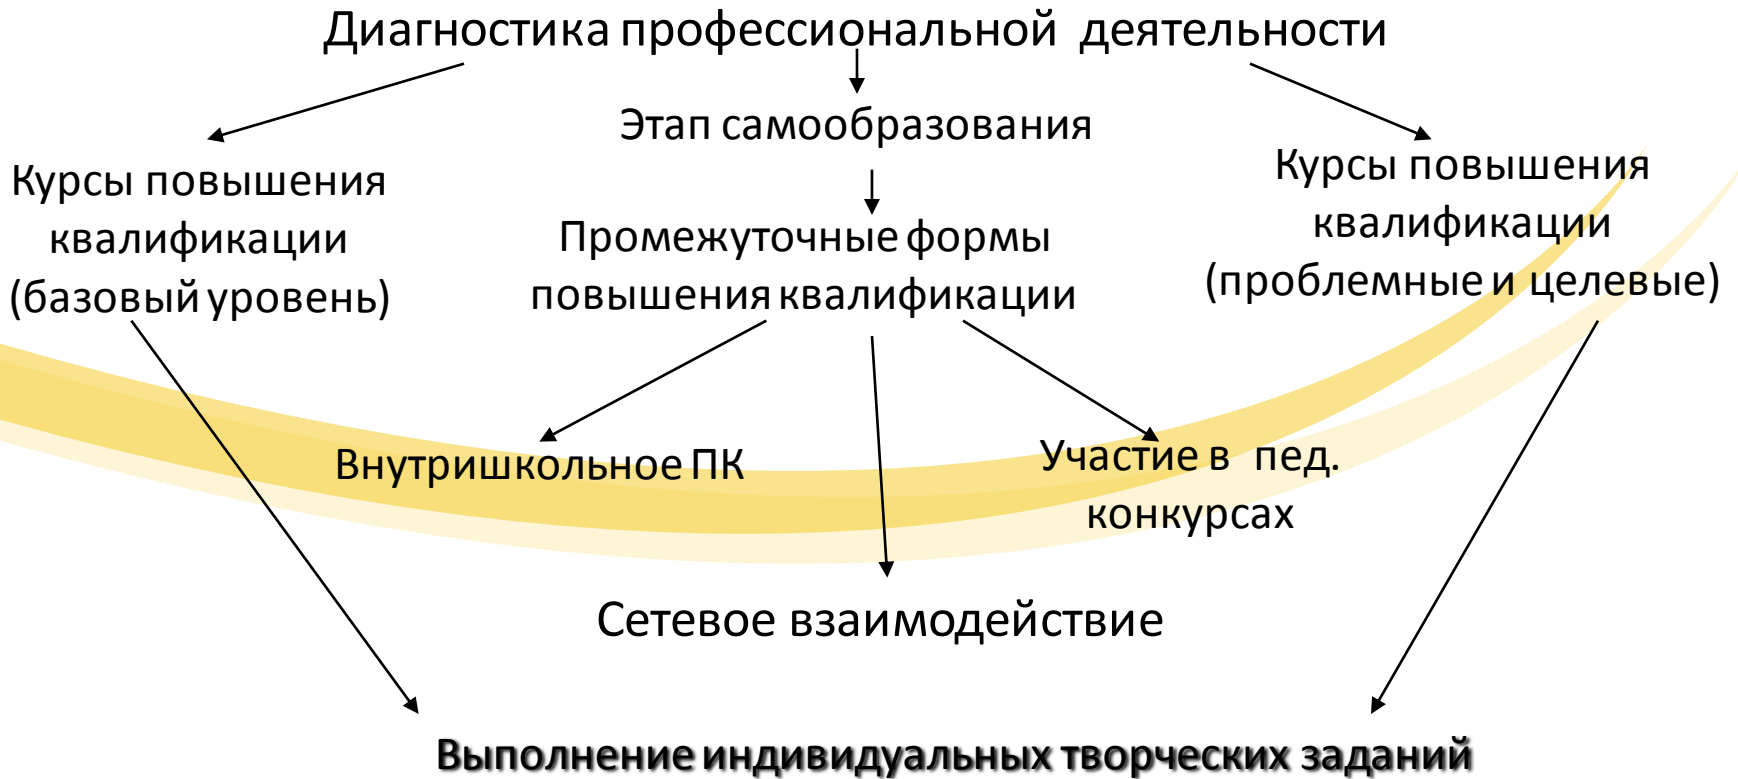 Диагностика профессиональной деятельности
Этап самообразования
Курсы повышения
квалификации
(базовый уровень)
Промежуточные формы
повышения квалификации
Курсы повышения
квалификации
(проблемные и целевые)
Внутришкольное ПК
Участие в пед.
конкурсах
Сетевое взаимодействие
Выполнение индивидуальных творческих заданий